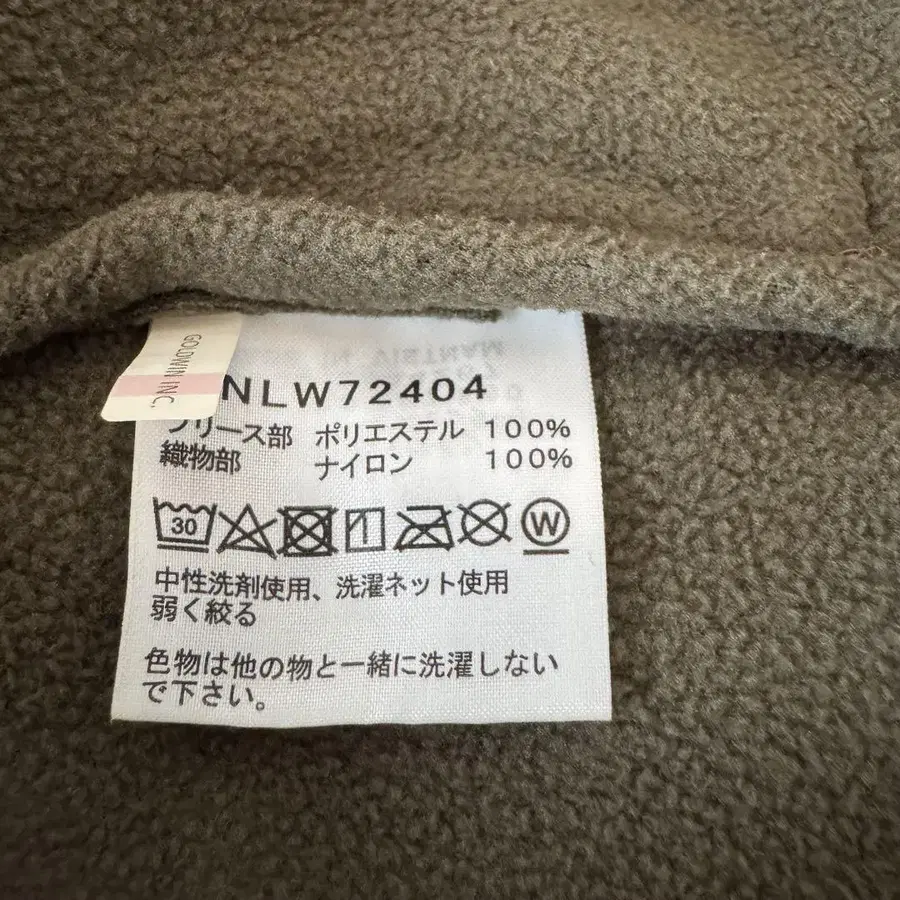 GOLDWIN INC.
NLW72404
フリース部 ポリエステル 100%
織物部 ナイロン 100%
30
W
中性洗剤使用、洗濯ネット使用
弱く絞る
色物は他の物と一緒に洗濯しない
で下さい。